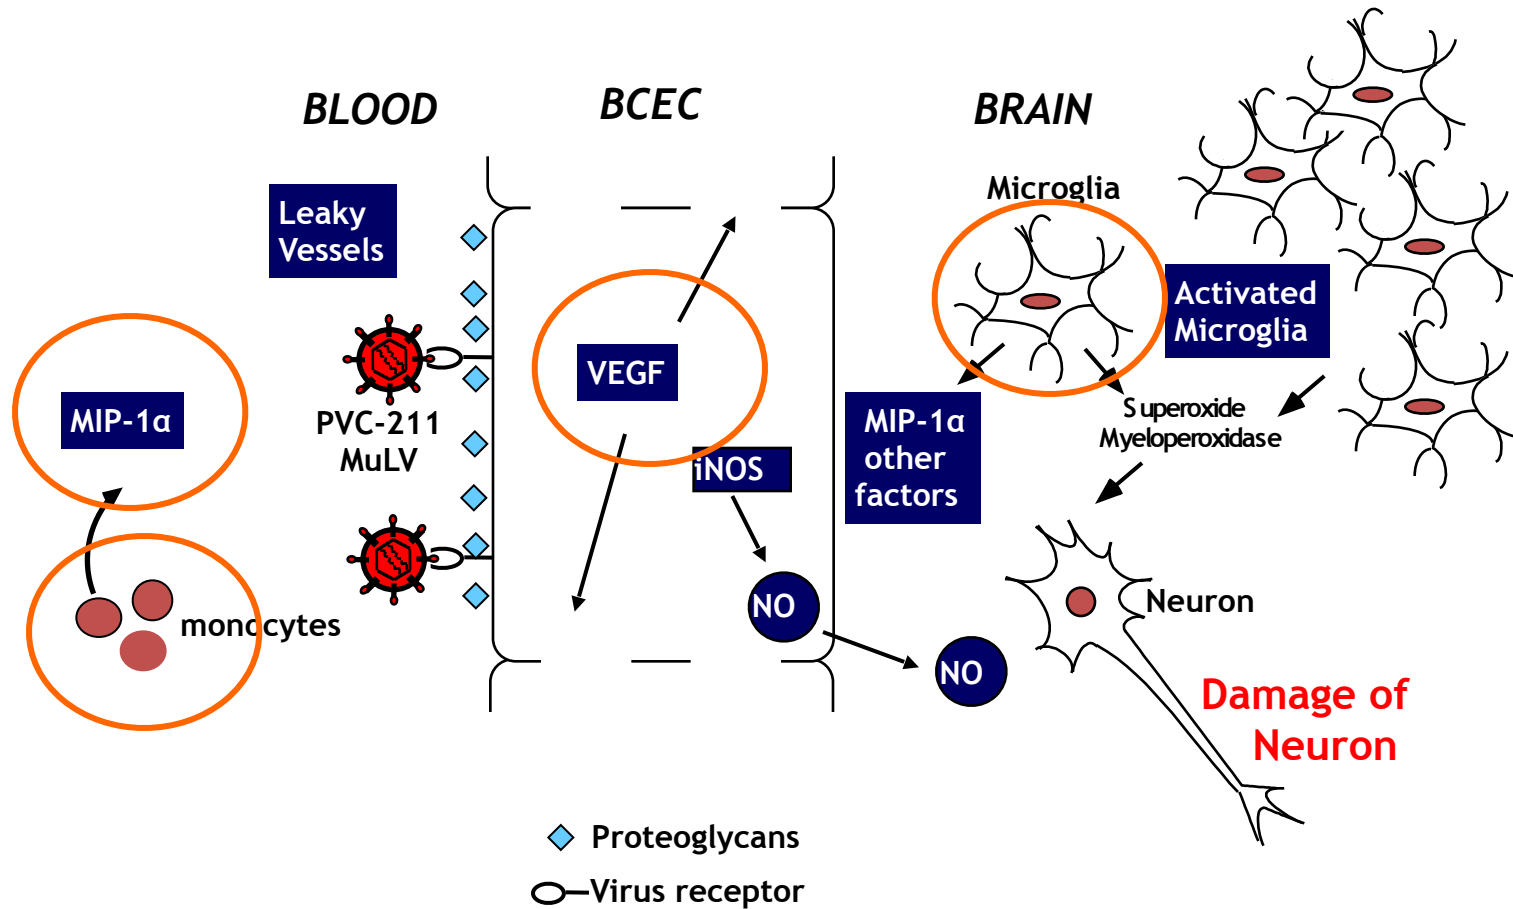 BLOOD
BCEC
BRAIN
Leaky
Vessels
Microglia
Activated
Microglia
MIP-1α
VEGF
PVC-211
MuLV
iNOS
MIP-1α
other
factors
Superoxide
Myeloperoxidase
monocytes
NO
NO
Neuron
Damage of
Neuron
Proteoglycans
Virus receptor